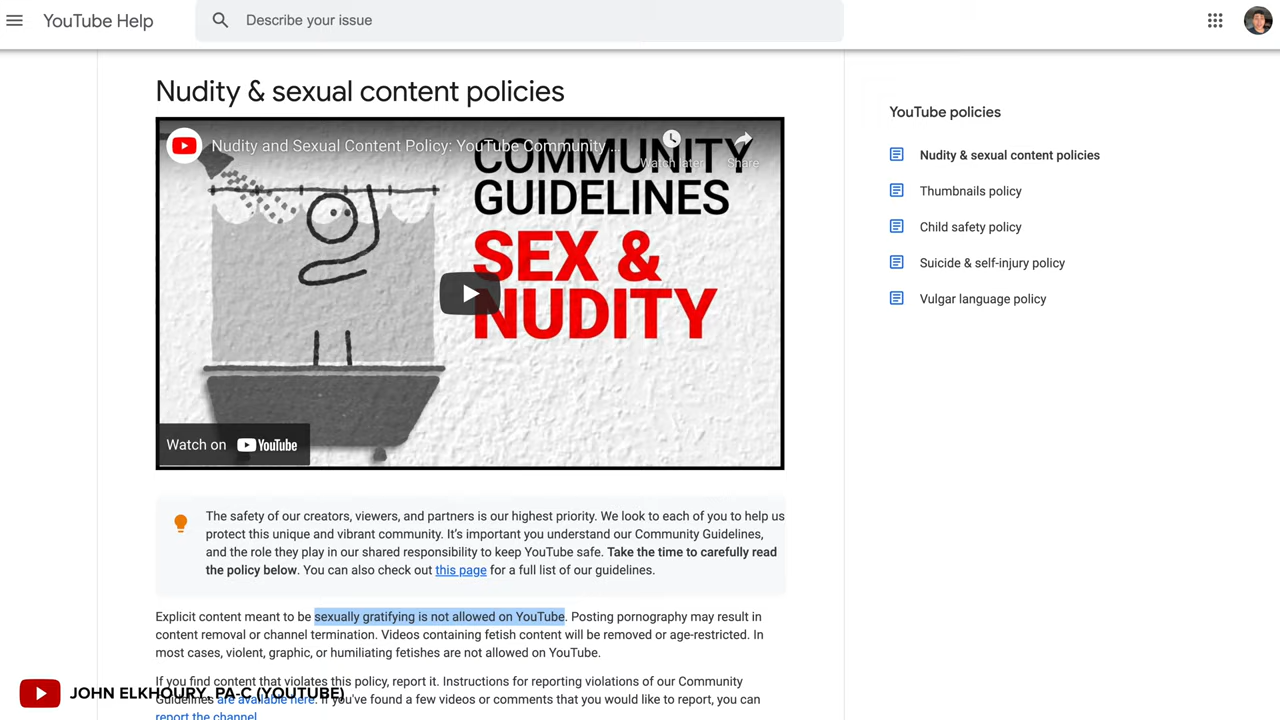 YouTube Help
Describe your issue
Nudity & sexual content policies
Nudity and Sexual Content Policy: YouTube Community ...
Watch later
Share
COMMUNITY
GUIDELINES
SEX &
NUDITY
Watch on YouTube
The safety of our creators, viewers, and partners is our highest priority. We look to each of you to help us
protect this unique and vibrant community. It's important you understand our Community Guidelines,
and the role they play in our shared responsibility to keep YouTube safe. Take the time to carefully read
the policy below. You can also check out this page for a full list of our guidelines.
Explicit content meant to be sexually gratifying is not allowed on YouTube. Posting pornography may result in
content removal or channel termination. Videos containing fetish content will be removed or age-restricted. In
most cases, violent, graphic, or humiliating fetishes are not allowed on YouTube.
If you find content that violates this policy, report it. Instructions for reporting violations of our Community
Guidelines are available here. If you've found a few videos or comments that you would like to report, you can
report the channel.
JOHN ELKHOURY, PA-C (YOUTUBE)
YouTube policies
Nudity & sexual content policies
Thumbnails policy
Child safety policy
Suicide & self-injury policy
Vulgar language policy